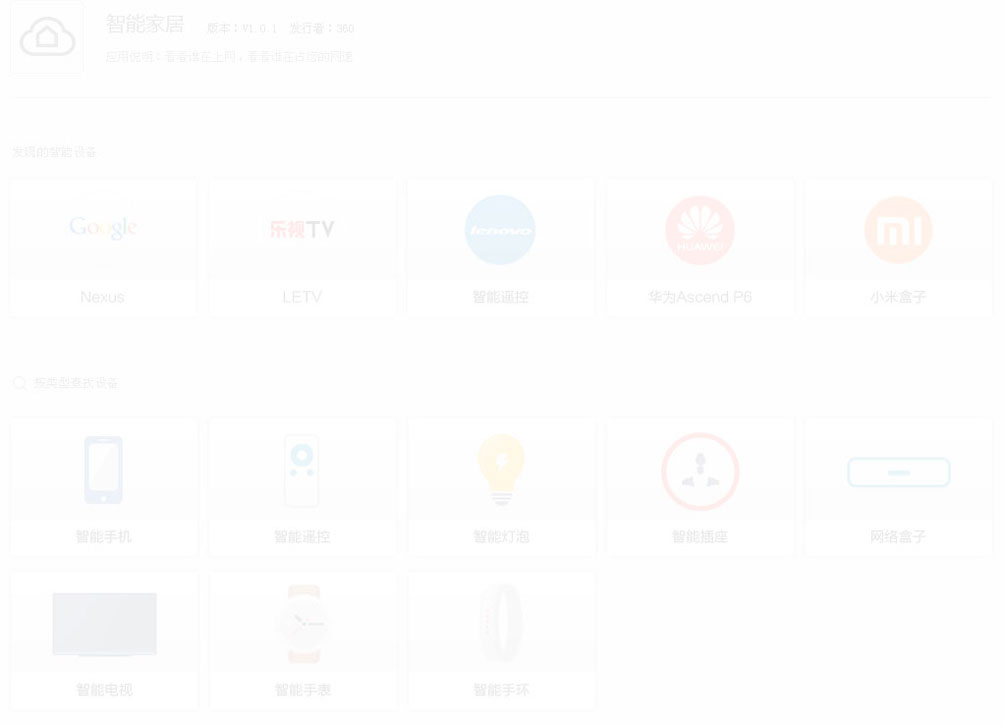 智能家居 版本：V1.0.1 发行者：360
应用说明：看看谁在上网，看看谁在占您的网速
发现的智能设备
Google
乐视TV
lenovo
HUAWEI
mi
Nexus
LETV
智能遥控
华为Ascend P6
小米盒子
按类型查找设备
智能手机
智能遥控
智能灯泡
智能插座
网络盒子
智能电视
智能手表
智能手环